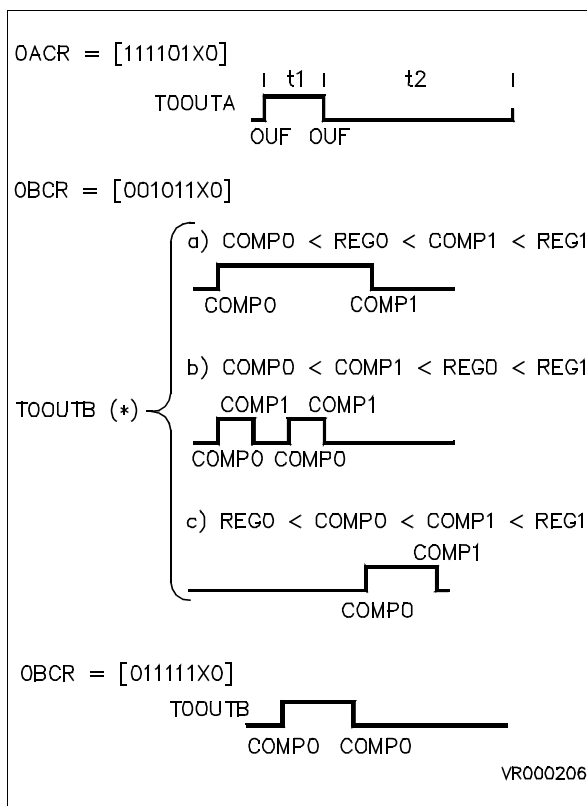 OACR = [111101X0]
t1 t2
T0OUTA
OUF OUF
OBCR = [001011X0]
a) COMP0 < REG0 < COMP1 < REG1
COMP0 COMP1
b) COMP0 < COMP1 < REG0 < REG1
T0OUTB (*)
COMP1 COMP1
COMP0 COMP0
c) REG0 < COMP0 < COMP1 < REG1
COMP1
COMP0
OBCR = [011111X0]
T0OUTB
COMP0 COMP0
VR000206